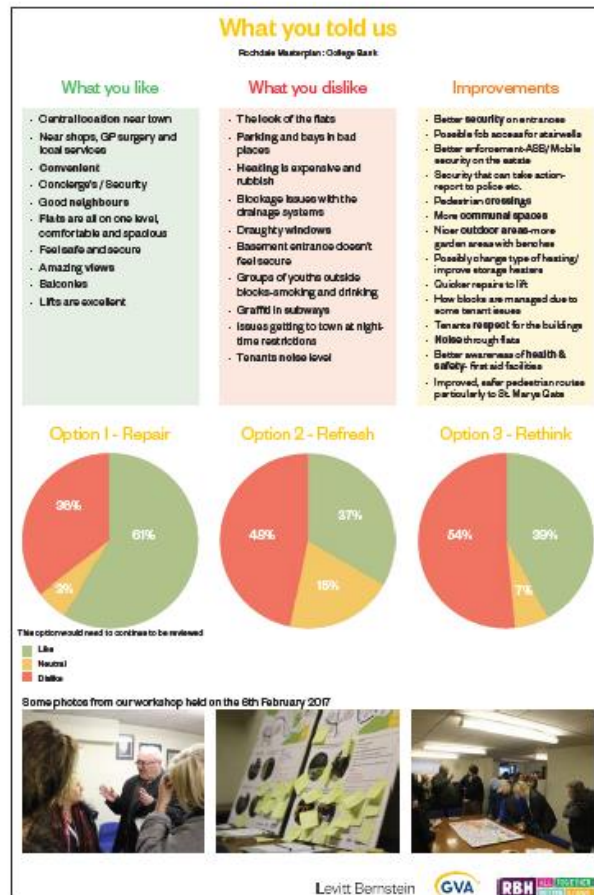 What you told us
Rochdale Masterplan: College Bank
What you like
• Central location near town
• Near shops, GP surgery and
local services
• Convenient
• Concierge's / Security
• Good neighbours
• Flats are all on one level,
comfortable and spacious
• Feel safe and secure
• Amazing views
• Balconies
• Lifts are excellent
What you dislike
• The look of the flats
• Parking and bays in bad
places
• Heating is expensive and
rubbish
• Blockage issues with the
drainage systems
• Draughty windows
• Basement entrance doesn't
feel secure
• Groups of youths outside
blocks-smoking and drinking
• Graffiti in subways
• Issues getting to town at night-
time restrictions
• Tenants noise level
Improvements
• Better security on entrances
• Possible fob access for stairwells
• Better enforcement-ASB/ Mobile
security on the estate
• Security that can take action-
report to police etc.
• Pedestrian crossings
• More communal spaces
• Nicer outdoor areas-more
garden areas with benches
• Possibly change type of heating/
improve storage heaters
• Quicker repairs to lift
• How blocks are managed due to
some tenant issues
• Tenants respect for the buildings
• Noise through flats
• Better awareness of health &
safety- first aid facilities
• Improved, safer pedestrian routes
particularly to St. Marys Gate
Option 1 - Repair
36%
61%
3%
Option 2 - Refresh
48%
37%
15%
Option 3 - Rethink
54%
39%
7%
This option would need to continue to be reviewed
Like
Neutral
Dislike
Some photos from our workshop held on the 6th February 2017
Levitt Bernstein
GVA
RBH